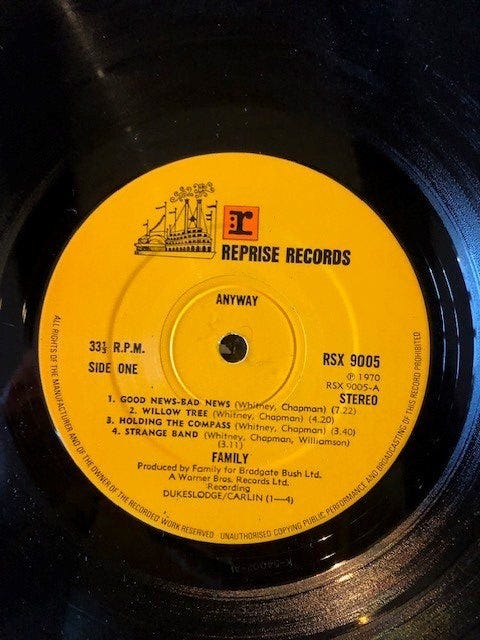 r
REPRISE RECORDS
ANYWAY
33⅓ R.P.M.
SIDE ONE
RSX 9005
℗ 1970
RSX 9005-A
STEREO
1. GOOD NEWS-BAD NEWS (Whitney, Chapman) (7.22)
2. WILLOW TREE (Whitney, Chapman) (4.20)
3. HOLDING THE COMPASS (Whitney, Chapman) (3.40)
4. STRANGE BAND (Whitney, Chapman, Williamson)
(3.11)
FAMILY
Produced by Family for Bradgate Bush Ltd.
A Warner Bros. Records Ltd.
Recording
DUKESLODGE/CARLIN (1—4)
ALL RIGHTS OF THE MANUFACTURER AND OF THE OWNER OF THE RECORDED WORK RESERVED UNAUTHORISED COPYING PUBLIC PERFORMANCE AND BROADCASTING OF THIS RECORD PROHIBITED